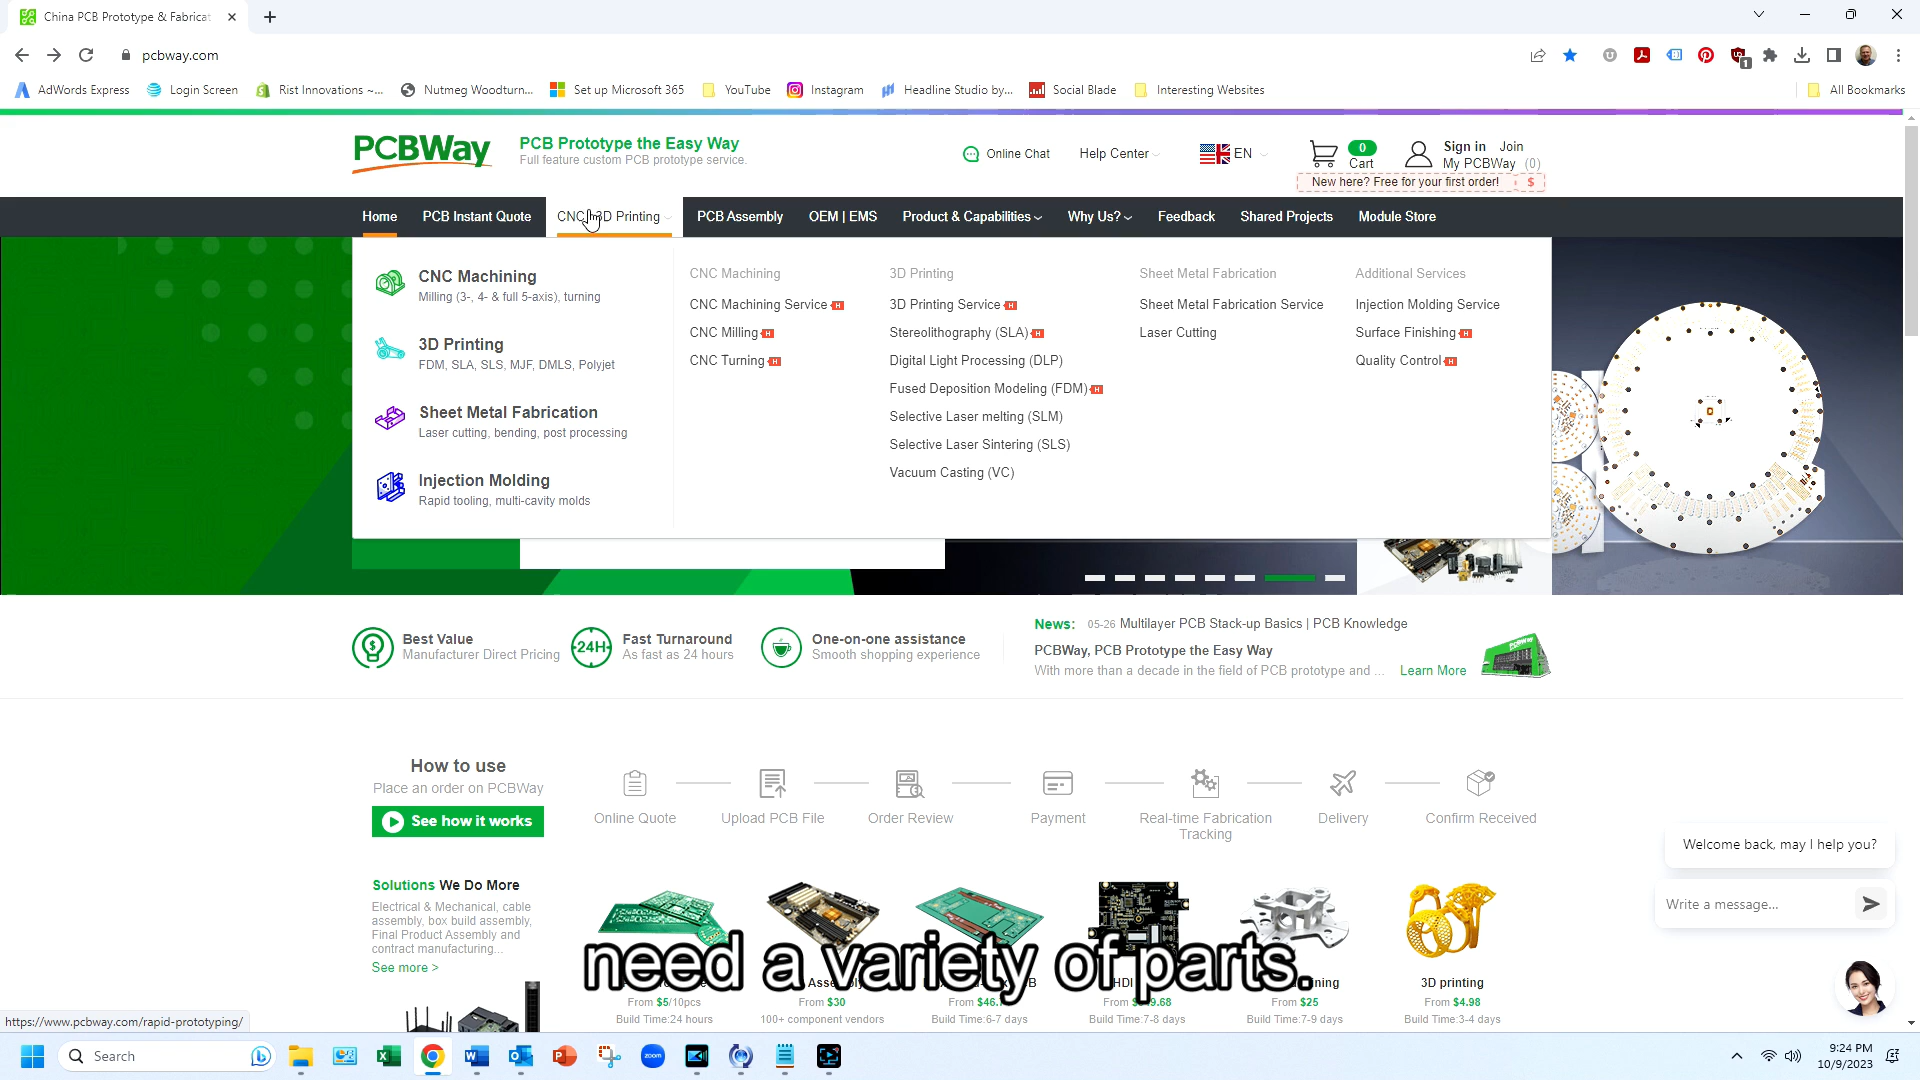 China PCB Prototype & Fabricat
pcbway.com
AdWords Express
Login Screen
Rist Innovations ~...
Nutmeg Woodturn...
Set up Microsoft 365
YouTube
Instagram
Headline Studio by...
Social Blade
Interesting Websites
All Bookmarks
PCBWay
PCB Prototype the Easy Way
Full feature custom PCB prototype service.
Online Chat
Help Center
EN
0
Cart
Sign in Join
My PCBWay (0)
New here? Free for your first order! $
Home
PCB Instant Quote
CNC 3D Printing
PCB Assembly
OEM | EMS
Product & Capabilities
Why Us?
Feedback
Shared Projects
Module Store
CNC Machining
Milling (3-, 4- & full 5-axis), turning
3D Printing
FDM, SLA, SLS, MJF, DMLS, Polyjet
Sheet Metal Fabrication
Laser cutting, bending, post processing
Injection Molding
Rapid tooling, multi-cavity molds
CNC Machining
CNC Machining Service H
CNC Milling H
CNC Turning H
3D Printing
3D Printing Service H
Stereolithography (SLA) H
Digital Light Processing (DLP)
Fused Deposition Modeling (FDM) H
Selective Laser melting (SLM)
Selective Laser Sintering (SLS)
Vacuum Casting (VC)
Sheet Metal Fabrication
Sheet Metal Fabrication Service
Laser Cutting
Additional Services
Injection Molding Service
Surface Finishing H
Quality Control H
Best Value
Manufacturer Direct Pricing
24H
Fast Turnaround
As fast as 24 hours
One-on-one assistance
Smooth shopping experience
News: 05-26 Multilayer PCB Stack-up Basics | PCB Knowledge
PCBWay, PCB Prototype the Easy Way
With more than a decade in the field of PCB prototype and ... Learn More
How to use
Place an order on PCBWay
See how it works
Online Quote
Upload PCB File
Order Review
Payment
Real-time Fabrication
Tracking
Delivery
Confirm Received
Solutions We Do More
Electrical & Mechanical, cable
assembly, box build assembly,
Final Product Assembly and
contract manufacturing...
See more >
need a variety of parts.
3D printing
From $5/10pcs
Build Time:24 hours
From $30
100+ component vendors
Build Time:6-7 days
Build Time:7-8 days
From $25
Build Time:7-9 days
From $4.98
Build Time:3-4 days
Welcome back, may I help you?
Write a message...
https://www.pcbway.com/rapid-prototyping/
Search
zoom
9:24 PM
10/9/2023